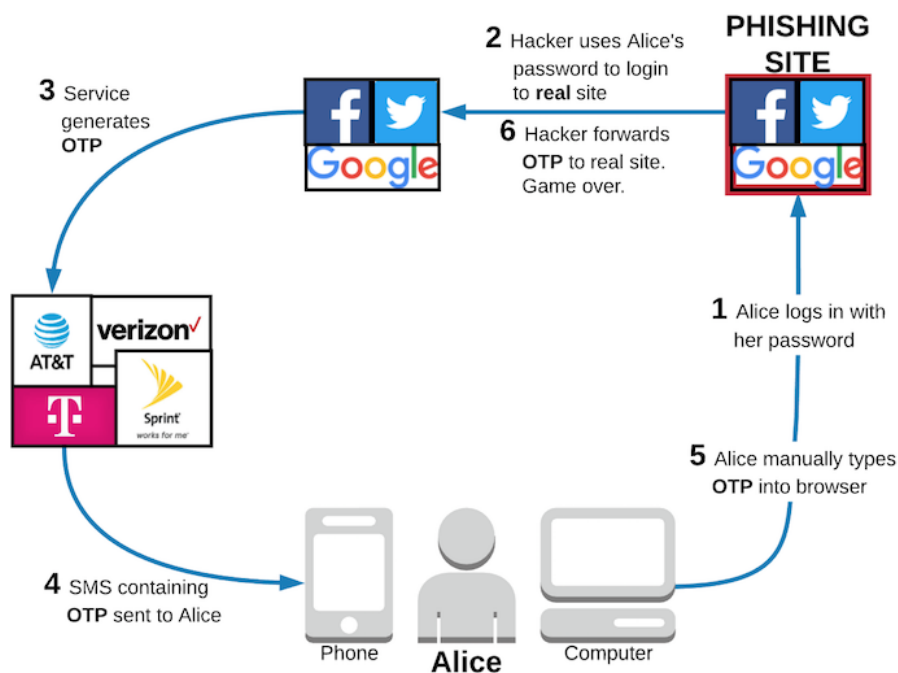 PHISHING
SITE
2 Hacker uses Alice's
password to login
to real site
3 Service
generates
OTP
f
Google
6 Hacker forwards
OTP to real site.
Game over.
Google
1 Alice logs in with
her password
AT&T
verizon✓
T
Sprint
works for me
5 Alice manually types
OTP into browser
4 SMS containing
OTP sent to Alice
Phone
Alice
Computer